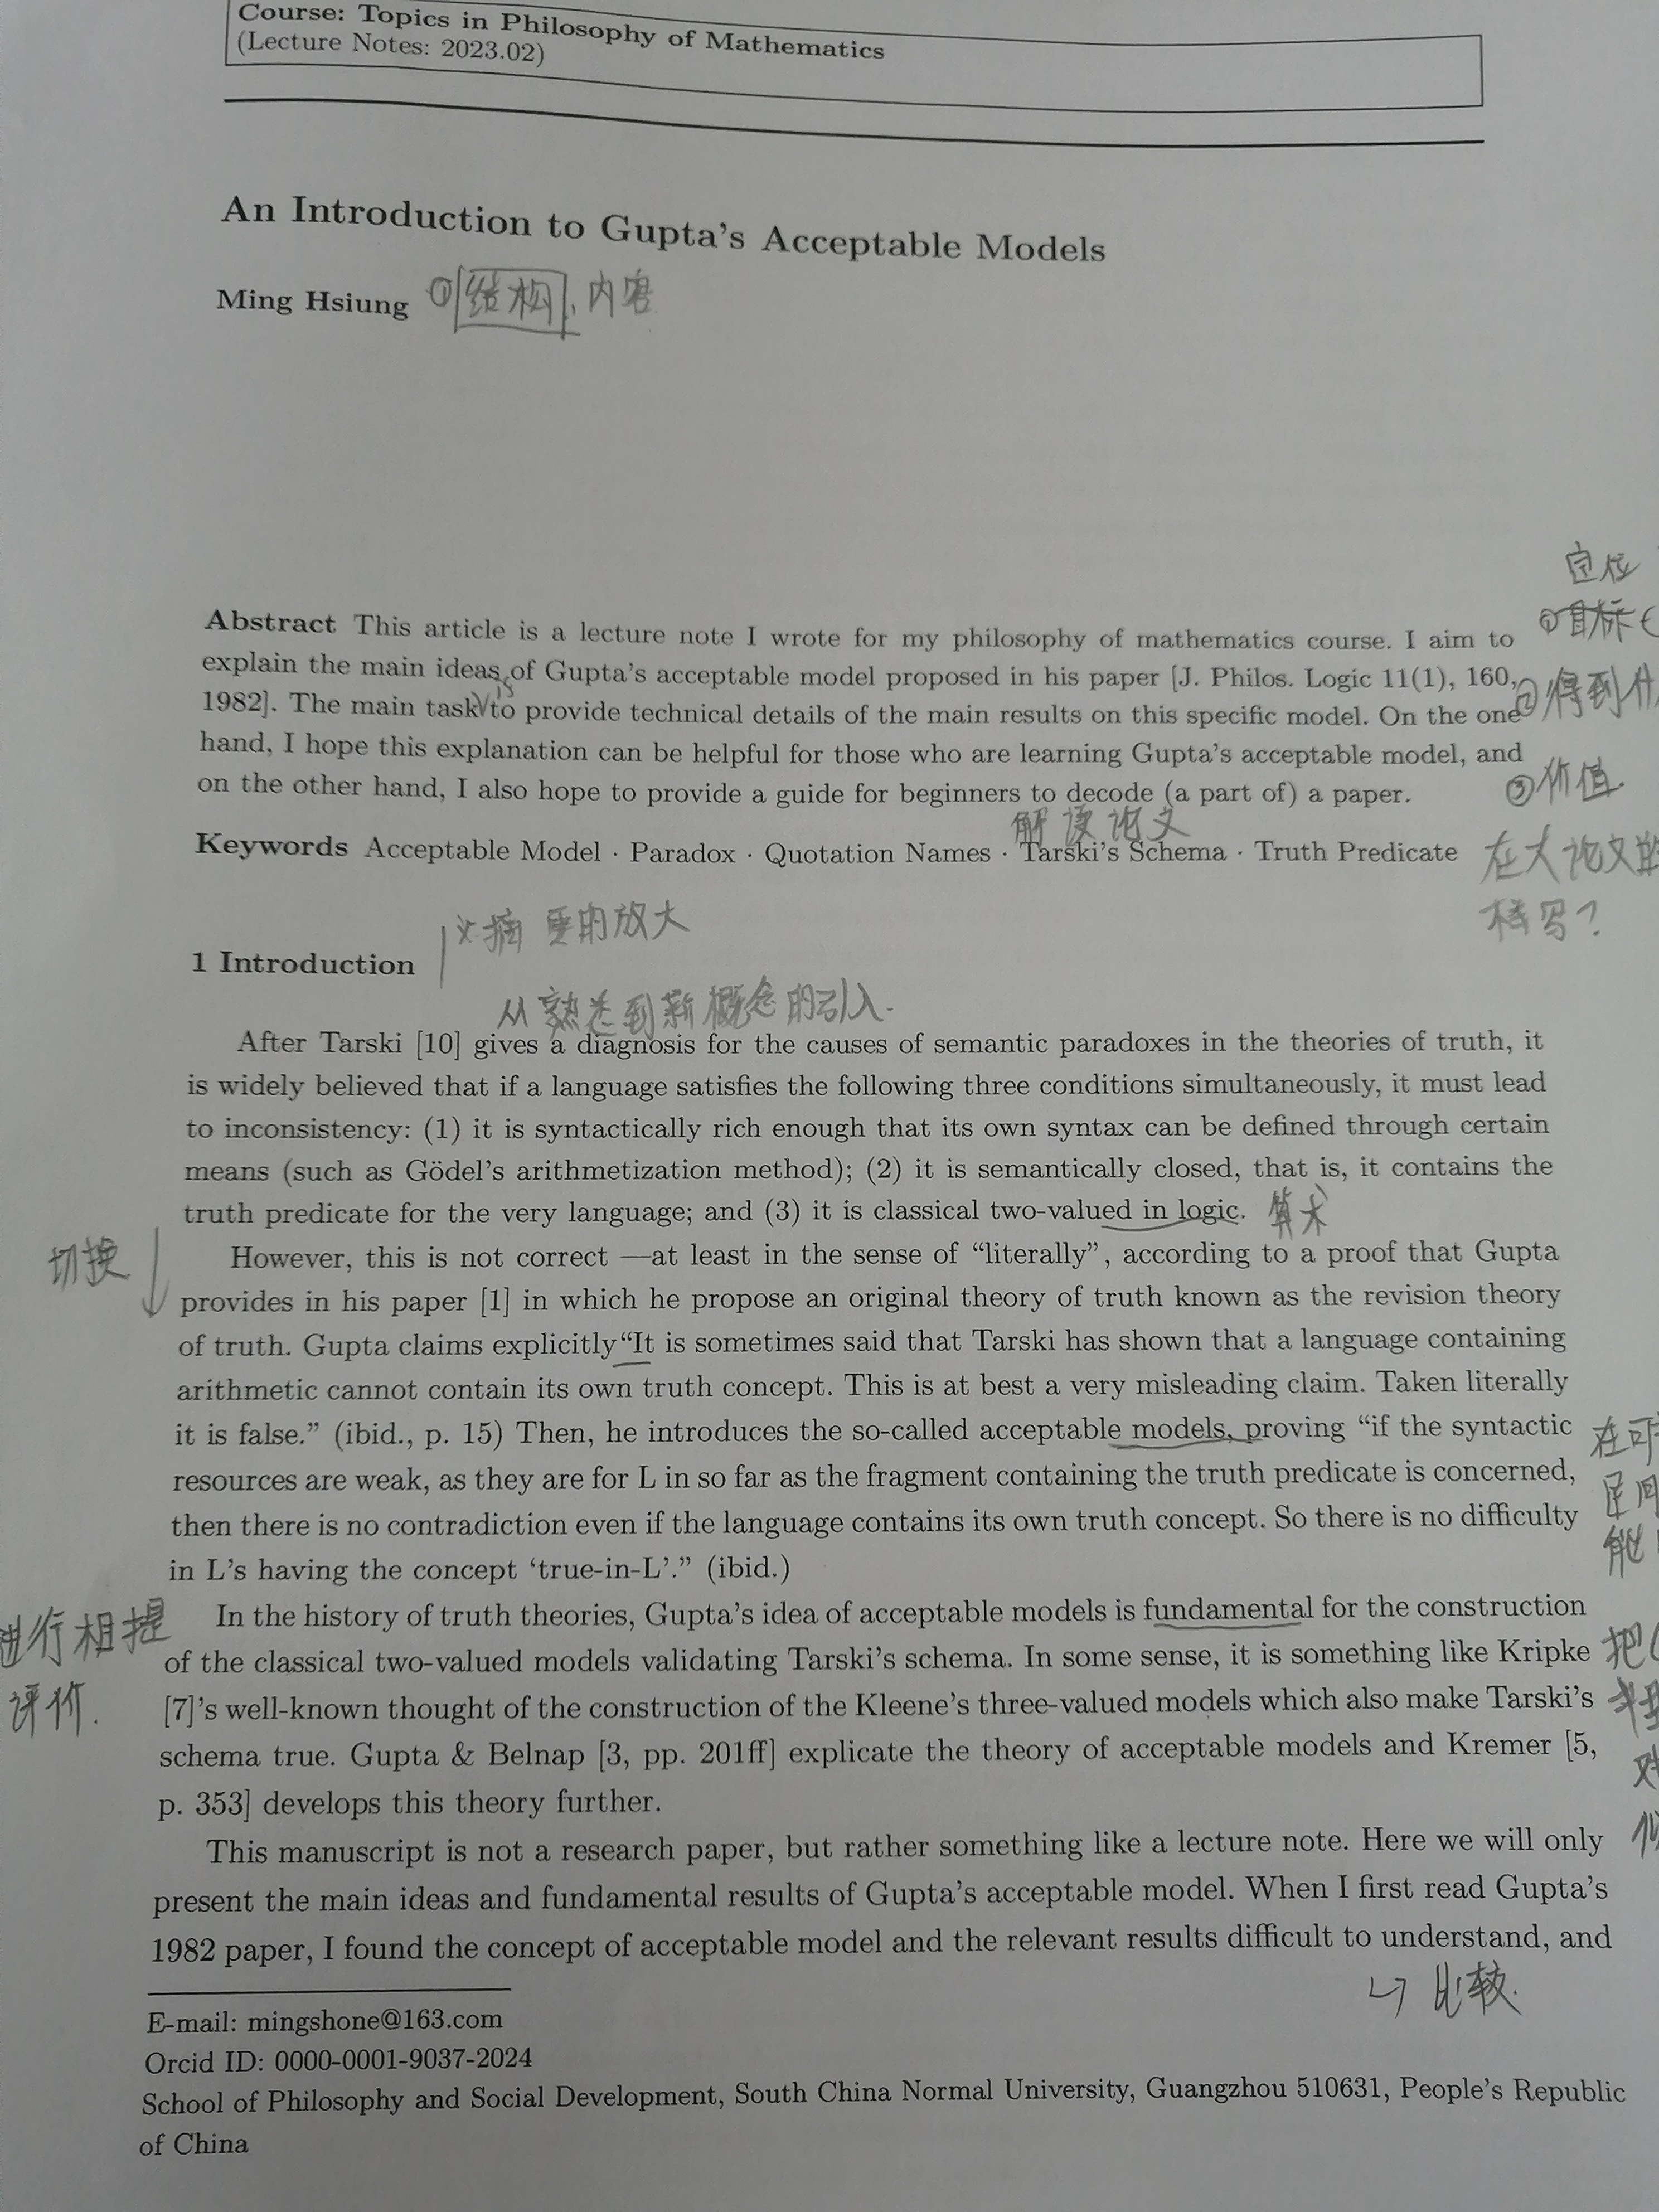 Course: Topics in Philosophy of Mathematics
(Lecture Notes: 2023.02)
An Introduction to Gupta's Acceptable Models
Ming Hsiung ①结构, 内容
定位
①目标
Abstract This article is a lecture note I wrote for my philosophy of mathematics course. I aim to
explain the main ideas of Gupta's acceptable model proposed in his paper [J. Philos. Logic 11(1), 160,
②得到什
is
1982]. The main task to provide technical details of the main results on this specific model. On the one
hand, I hope this explanation can be helpful for those who are learning Gupta's acceptable model, and
③价值.
on the other hand, I also hope to provide a guide for beginners to decode (a part of) a paper.
解读论文
Keywords Acceptable Model · Paradox · Quotation Names · Tarski's Schema · Truth Predicate
在大论文
样写?
摘要的放大
1 Introduction
从熟悉到新概念的引入.
After Tarski [10] gives a diagnosis for the causes of semantic paradoxes in the theories of truth, it
is widely believed that if a language satisfies the following three conditions simultaneously, it must lead
to inconsistency: (1) it is syntactically rich enough that its own syntax can be defined through certain
means (such as Gödel's arithmetization method); (2) it is semantically closed, that is, it contains the
truth predicate for the very language; and (3) it is classical two-valued in logic. 算术
切换
However, this is not correct —at least in the sense of "literally", according to a proof that Gupta
provides in his paper [1] in which he propose an original theory of truth known as the revision theory
of truth. Gupta claims explicitly "It is sometimes said that Tarski has shown that a language containing
arithmetic cannot contain its own truth concept. This is at best a very misleading claim. Taken literally
it is false." (ibid., p. 15) Then, he introduces the so-called acceptable models, proving "if the syntactic
在可
resources are weak, as they are for L in so far as the fragment containing the truth predicate is concerned,
then there is no contradiction even if the language contains its own truth concept. So there is no difficulty
能
in L's having the concept 'true-in-L'." (ibid.)
进行相提
评价.
In the history of truth theories, Gupta's idea of acceptable models is fundamental for the construction
of the classical two-valued models validating Tarski's schema. In some sense, it is something like Kripke
把
[7]'s well-known thought of the construction of the Kleene's three-valued models which also make Tarski's
schema true. Gupta & Belnap [3, pp. 201ff] explicate the theory of acceptable models and Kremer [5,
对
p. 353] develops this theory further.
This manuscript is not a research paper, but rather something like a lecture note. Here we will only
present the main ideas and fundamental results of Gupta's acceptable model. When I first read Gupta's
1982 paper, I found the concept of acceptable model and the relevant results difficult to understand, and
比较.
E-mail: mingshone@163.com
Orcid ID: 0000-0001-9037-2024
School of Philosophy and Social Development, South China Normal University, Guangzhou 510631, People's Republic
of China